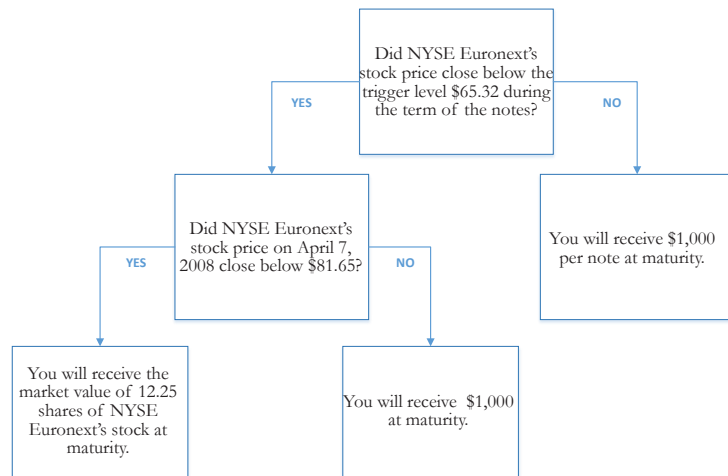 Did NYSE Euronext's
stock price close below the
trigger level $65.32 during
the term of the notes?
YES
NO
Did NYSE Euronext's
stock price on April 7,
2008 close below $81.65?
You will receive $1,000
per note at maturity.
YES
NO
You will receive the
market value of 12.25
shares of NYSE
Euronext's stock at
maturity.
You will receive $1,000
at maturity.